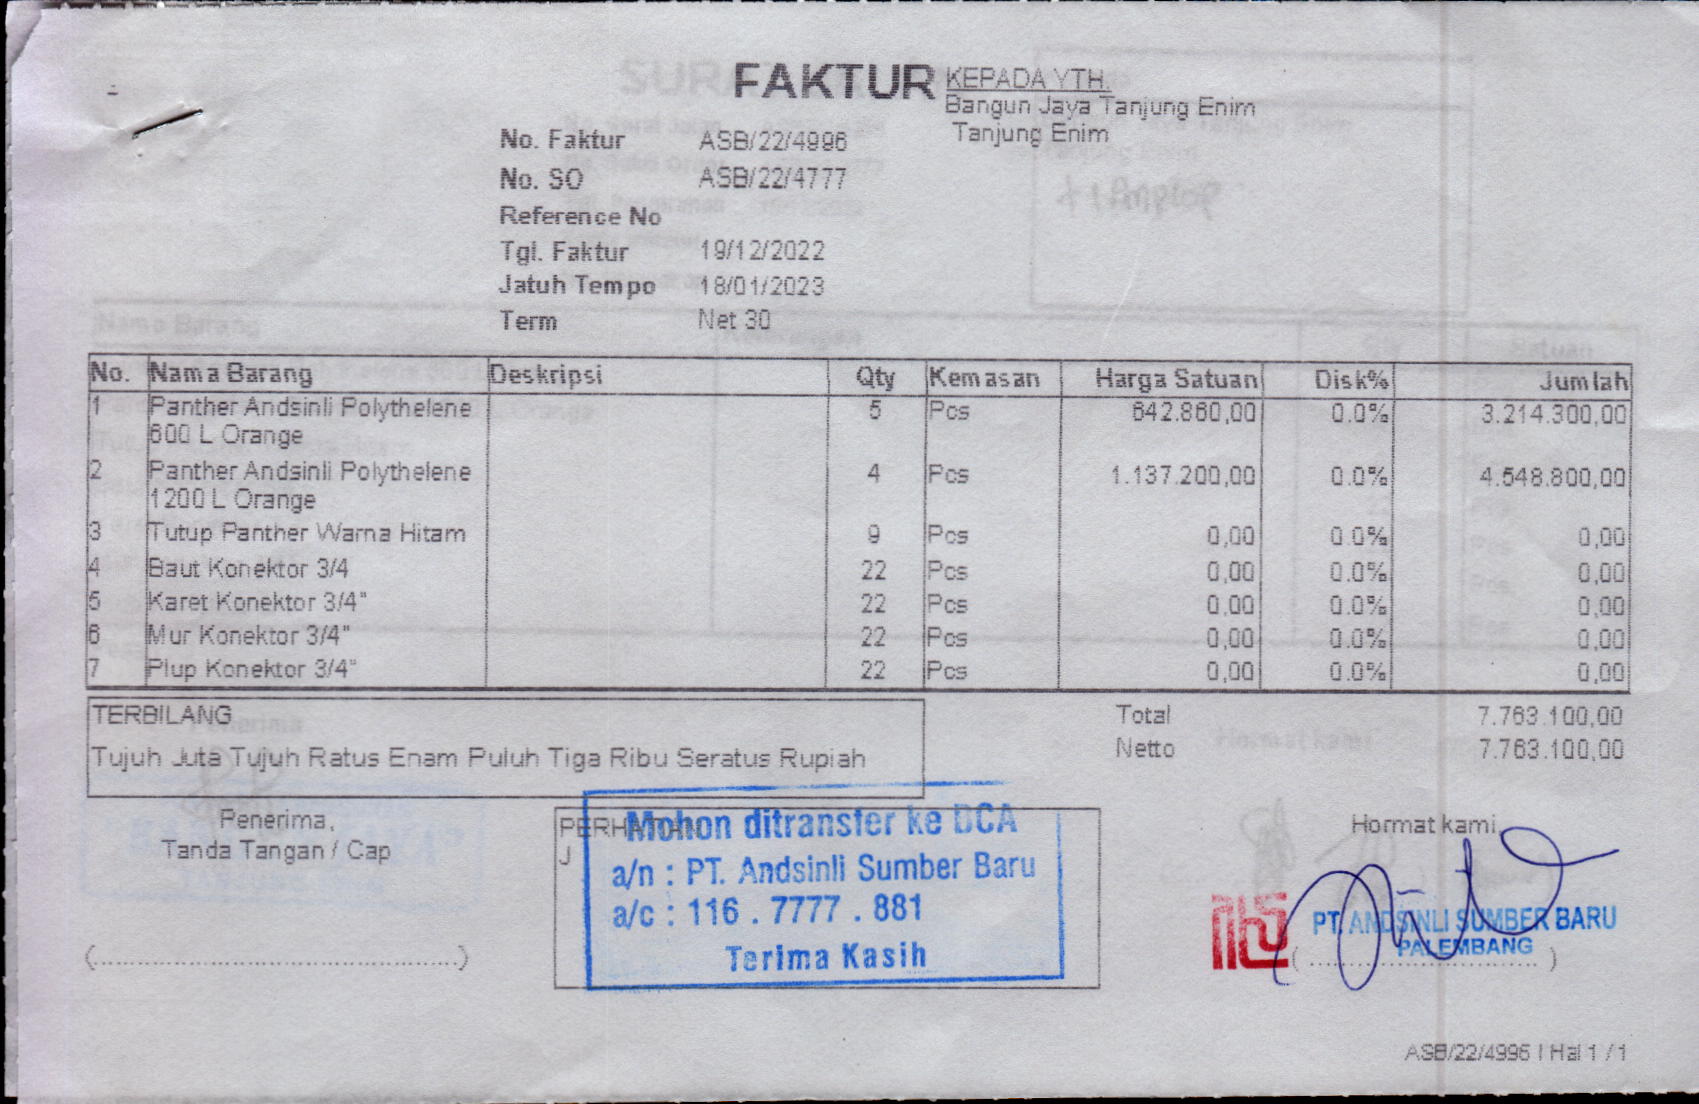 FAKTUR
KEPADA YTH.
Bangun Jaya Tanjung Enim
Tanjung Enim
No. Faktur ASB/22/4996
No. SO ASB/22/4777
Reference No
Tgl. Faktur 19/12/2022
Jatuh Tempo 18/01/2023
Term Net 30
No. Nama Barang Deskripsi Qty Kemasan Harga Satuan Disk% Jumlah
1 Panther Andsinli Polythelene 5 Pcs 642.860,00 0.0% 3.214.300,00
600 L Orange
2 Panther Andsinli Polythelene 4 Pcs 1.137.200,00 0.0% 4.548.800,00
1200 L Orange
3 Tutup Panther Warna Hitam 9 Pcs 0,00 0.0% 0,00
4 Baut Konektor 3/4 22 Pcs 0,00 0.0% 0,00
5 Karet Konektor 3/4" 22 Pcs 0,00 0.0% 0,00
6 Mur Konektor 3/4" 22 Pcs 0,00 0.0% 0,00
7 Plup Konektor 3/4" 22 Pcs 0,00 0.0% 0,00
TERBILANG
Tujuh Juta Tujuh Ratus Enam Puluh Tiga Ribu Seratus Rupiah
Total 7.763.100,00
Netto 7.763.100,00
Penerima,
Tanda Tangan / Cap
PERHATIAN
J
Mohon ditransfer ke BCA
a/n : PT. Andsinli Sumber Baru
a/c : 116 . 7777 . 881
Terima Kasih
Hormat kami,
PT. ANDSINLI SUMBER BARU
PALEMBANG
ASB/22/4996 | Hal 1 / 1